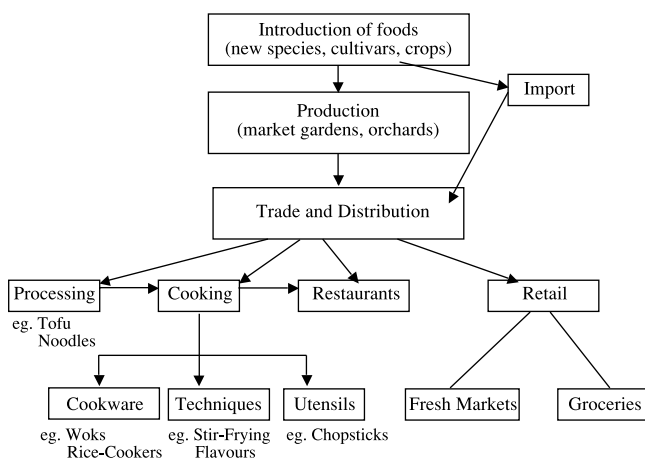 Introduction of foods
(new species, cultivars, crops)
Import
Production
(market gardens, orchards)
Trade and Distribution
Processing
Cooking
Restaurants
Retail
eg. Tofu
Noodles
Cookware
Techniques
Utensils
Fresh Markets
Groceries
eg. Woks
Rice-Cookers
eg. Stir-Frying
Flavours
eg. Chopsticks